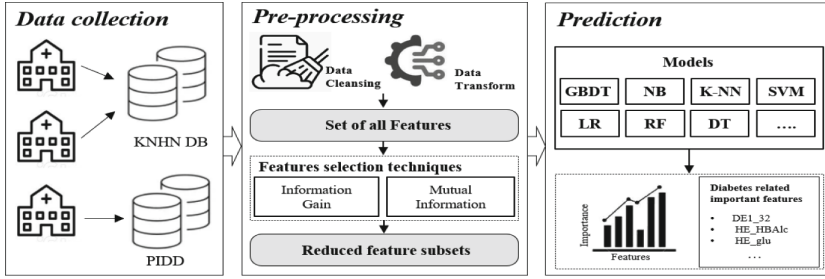 Data collection
KNHN DB
PIDD
Pre-processing
Data
Cleansing
Data
Transform
Set of all Features
Features selection techniques
Information
Gain
Mutual
Information
Reduced feature subsets
Prediction
Models
GBDT
NB
K-NN
SVM
LR
RF
DT
....
Importance
Features
Diabetes related
important features
• DE1_32
• HE_HBAlc
• HE_glu
...